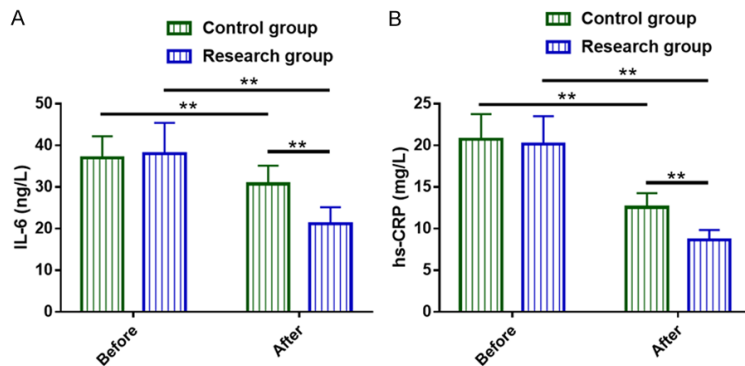 A
Control group
Research group
**
**
**
IL-6 (ng/L)
50
40
30
20
10
0
Before
After
B
Control group
Research group
**
**
**
hs-CRP (mg/L)
25
20
15
10
5
0
Before
After